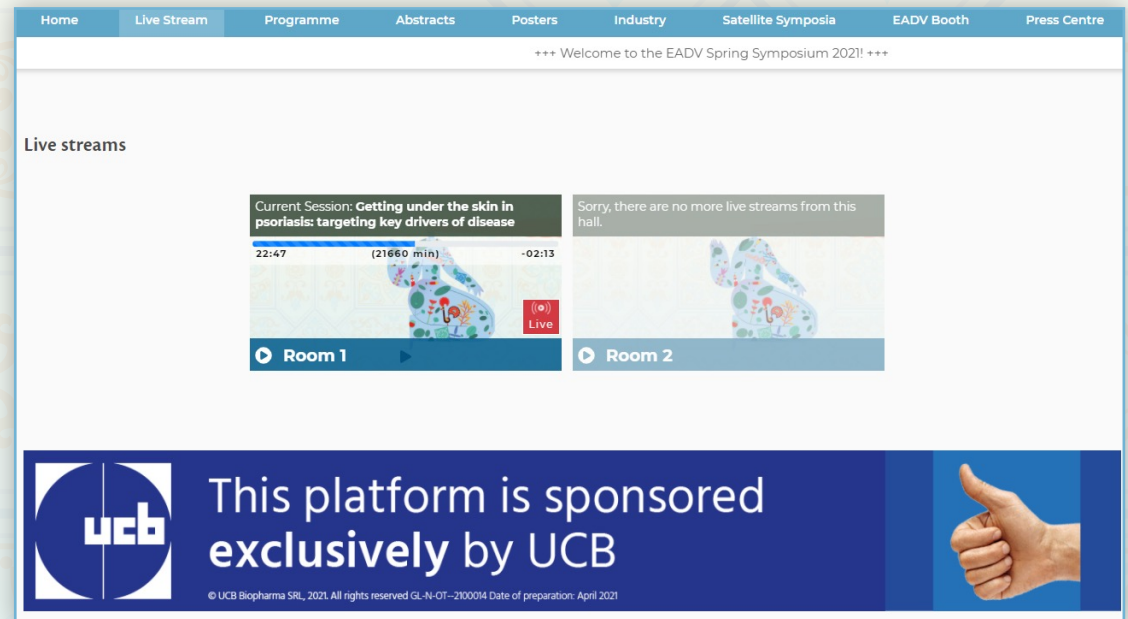 Home Live Stream Programme Abstracts Posters Industry Satellite Symposia EADV Booth Press Centre
+++ Welcome to the EADV Spring Symposium 2021! +++
Live streams
Current Session: Getting under the skin in
psoriasis: targeting key drivers of disease
22:47 (21660 min) -02:13
Live
Room 1
Sorry, there are no more live streams from this
hall.
Room 2
ucb
This platform is sponsored
exclusively by UCB
© UCB Biopharma SRL, 2021. All rights reserved GL-N-OT--2100014 Date of preparation: April 2021